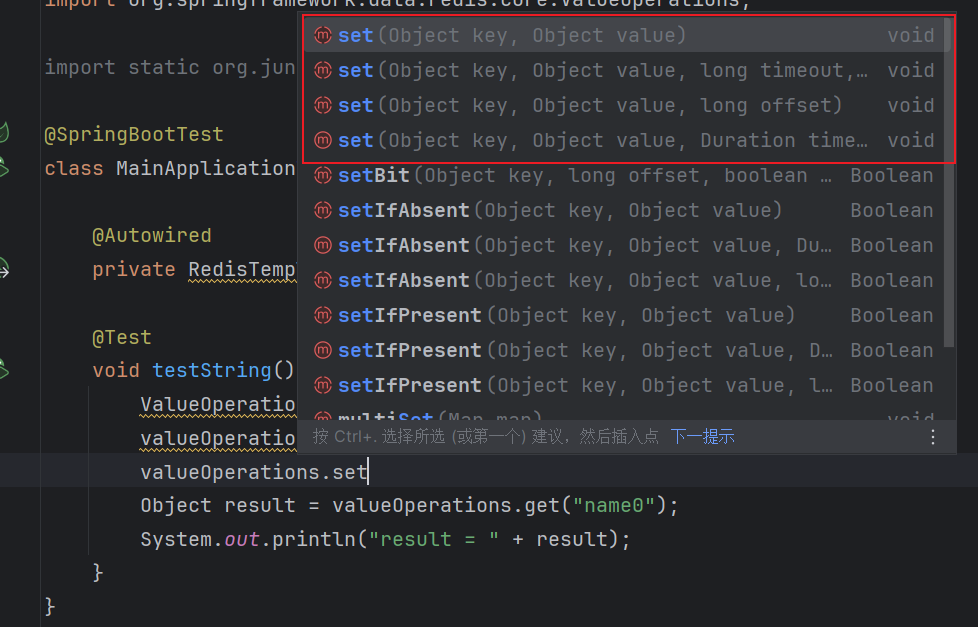 import org.springframework.data.redis.core.ValueOperations;
import static org.jun
@SpringBootTest
class MainApplication
@Autowired
private RedisTemp
@Test
void testString()
ValueOperatio
valueOperatio
valueOperations.set
Object result = valueOperations.get("name0");
System.out.println("result = " + result);
}
}
set(Object key, Object value) void
set(Object key, Object value, long timeout,… void
set(Object key, Object value, long offset) void
set(Object key, Object value, Duration time… void
setBit(Object key, long offset, boolean … Boolean
setIfAbsent(Object key, Object value) Boolean
setIfAbsent(Object key, Object value, Du… Boolean
setIfAbsent(Object key, Object value, lo… Boolean
setIfPresent(Object key, Object value) Boolean
setIfPresent(Object key, Object value, D… Boolean
setIfPresent(Object key, Object value, l… Boolean
multiSet(Map map) void
按 Ctrl+. 选择所选 (或第一个) 建议，然后插入点 下一提示